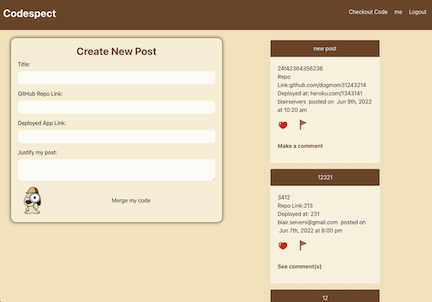 Codespect
Checkout Code
me
Logout
Create New Post
Title:
GitHub Repo Link:
Deployed App Link:
Justify my post:
Merge my code
new post
24142364356236
Repo
Link:github.com/dogmom31243214
Deployed at: heroku.com/1343141
blairseivers posted on Jun 9th, 2022
at 10:20 am
Make a comment
12321
3412
Repo Link:213
Deployed at: 231
blair.seivers@gmail.com posted on
Jun 7th, 2022 at 8:00 pm
See comment(s)
12